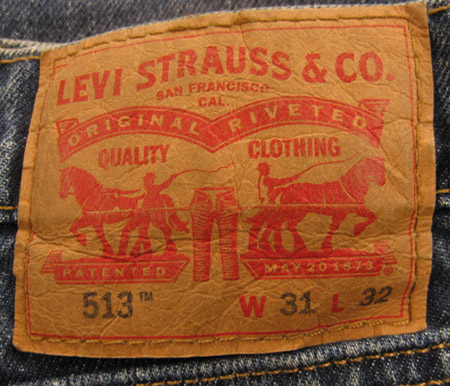 LEVI STRAUSS & CO.
SAN FRANCISCO
CAL.
ORIGINAL RIVETED
QUALITY CLOTHING
PATENTED MAY 20 1873 ®
513™ W 31 L 32